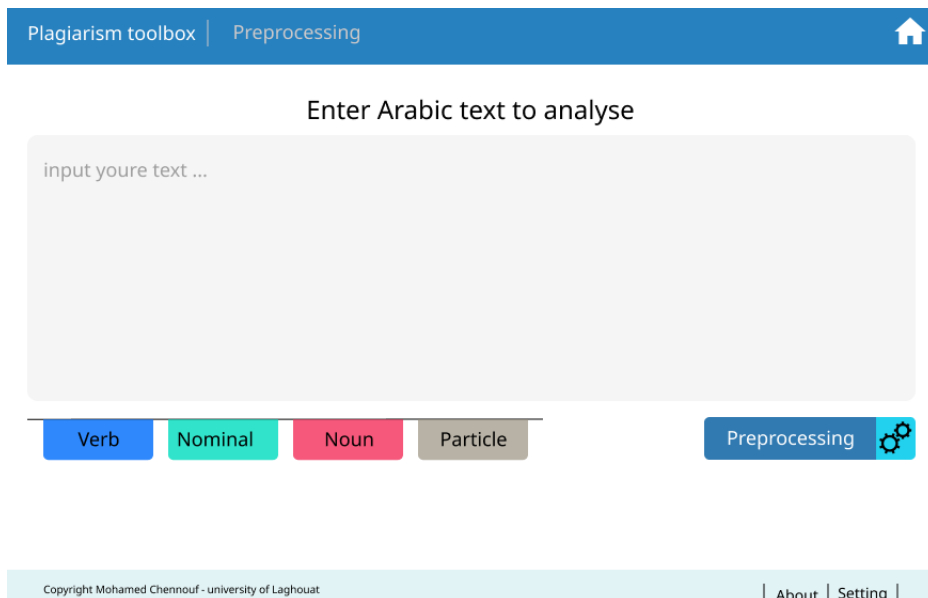 Plagiarism toolbox | Preprocessing
Enter Arabic text to analyse
input youre text ...
Verb Nominal Noun Particle Preprocessing
Copyright Mohamed Chennouf - university of Laghouat | About | Setting |